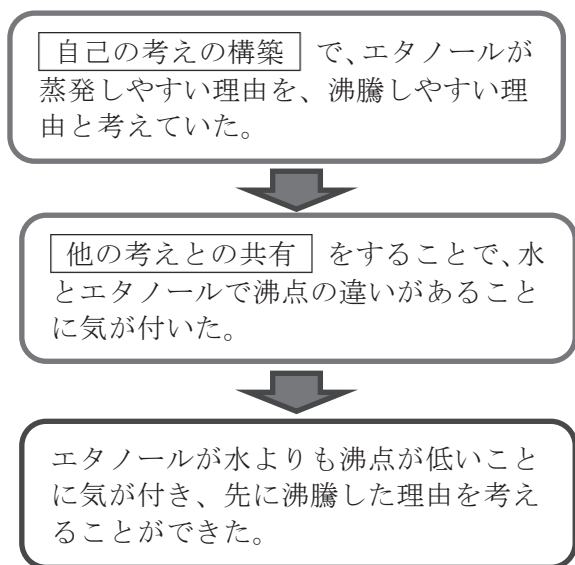 自己の考えの構築 で、エタノールが
蒸発しやすい理由を、沸騰しやすい理
由と考えていた。
他の考えとの共有 をすることで、水
とエタノールで沸点の違いがあること
に気が付いた。
エタノールが水よりも沸点が低いこと
に気が付き、先に沸騰した理由を考え
ることができた。